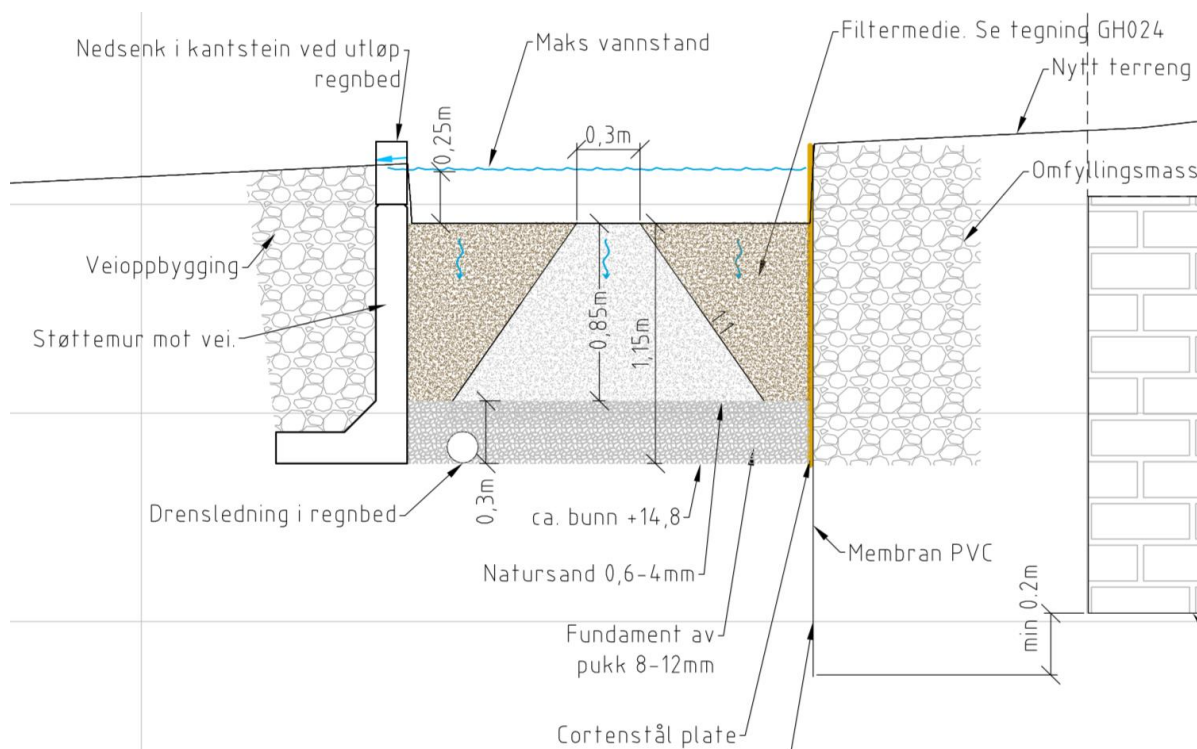 Nedsenk i kantstein ved utløp
regnbed
Maks vannstand
Filtermedie. Se tegning GH024
Nytt terreng
0,25m
0,3m
Omfyllingsmass
Veioppbygging
Støttemur mot vei.
0,85m
1,15m
Drensledning i regnbed
0,3m
ca. bunn +14,8
Natursand 0,6-4mm
Membran PVC
Fundament av
pukk 8-12mm
min 0.2m
Cortenstål plate